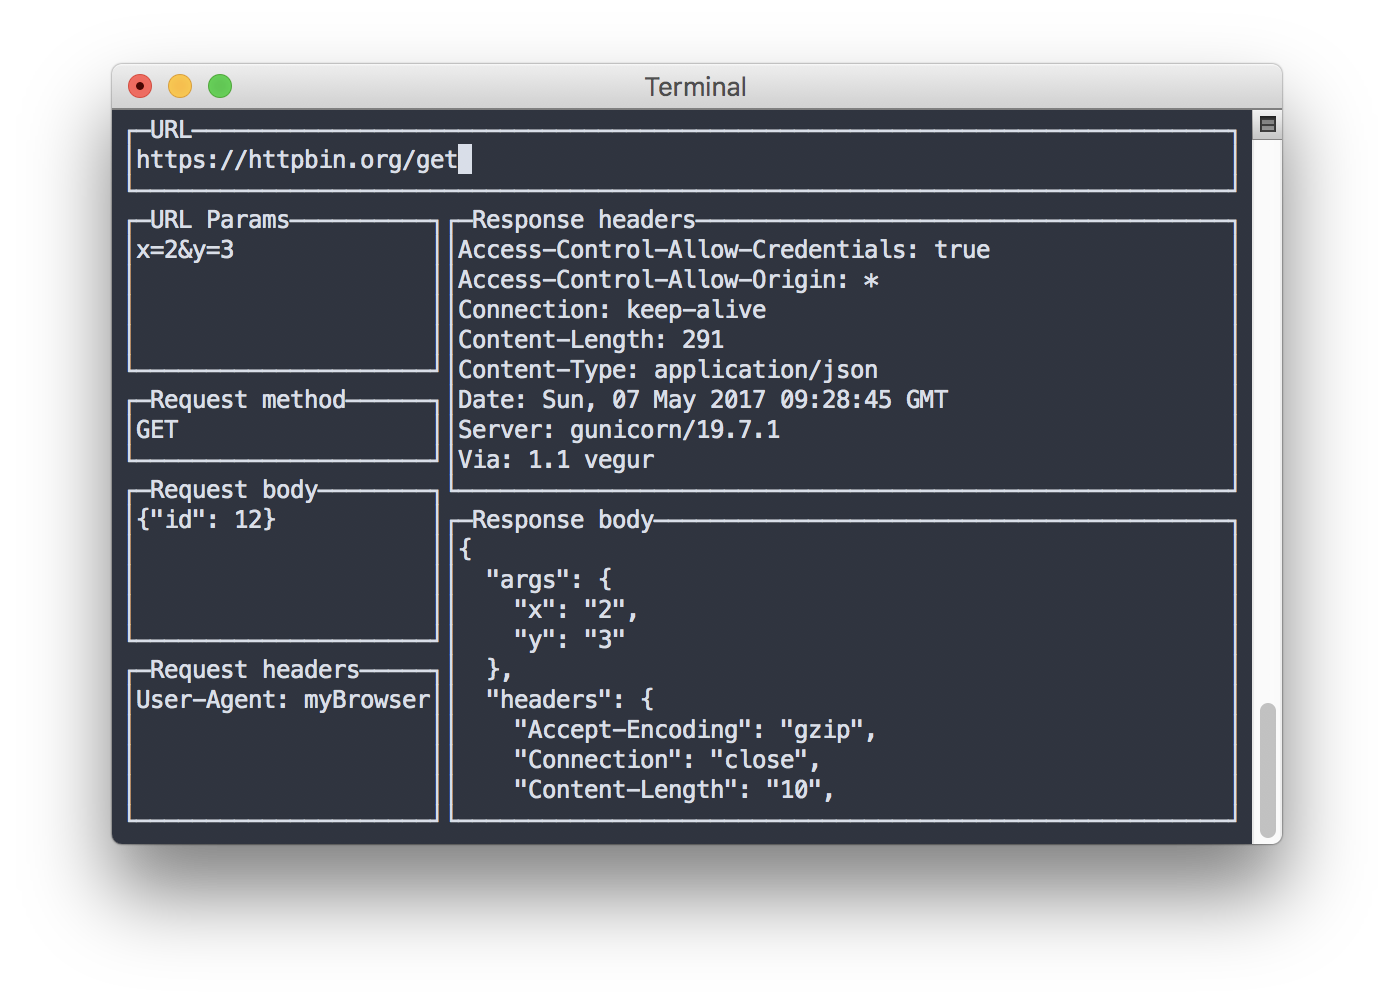 Terminal
URL
https://httpbin.org/get
URL Params
x=2&y=3
Request method
GET
Request body
{"id": 12}
Request headers
User-Agent: myBrowser
Response headers
Access-Control-Allow-Credentials: true
Access-Control-Allow-Origin: *
Connection: keep-alive
Content-Length: 291
Content-Type: application/json
Date: Sun, 07 May 2017 09:28:45 GMT
Server: gunicorn/19.7.1
Via: 1.1 vegur
Response body
{
  "args": {
    "x": "2",
    "y": "3"
  },
  "headers": {
    "Accept-Encoding": "gzip",
    "Connection": "close",
    "Content-Length": "10",